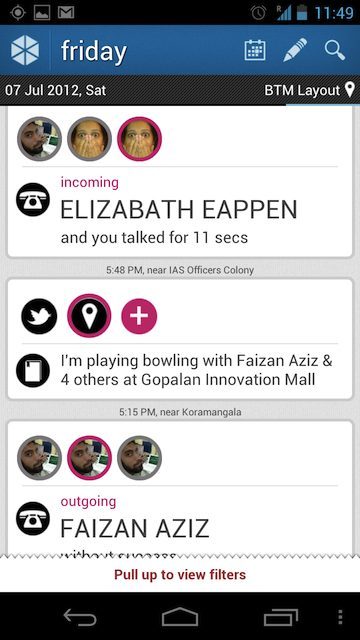 11:49
friday
07 Jul 2012, Sat
BTM Layout
incoming
ELIZABATH EAPPEN
and you talked for 11 secs
5:48 PM, near IAS Officers Colony
I'm playing bowling with Faizan Aziz &
4 others at Gopalan Innovation Mall
5:15 PM, near Koramangala
outgoing
FAIZAN AZIZ
without success
Pull up to view filters